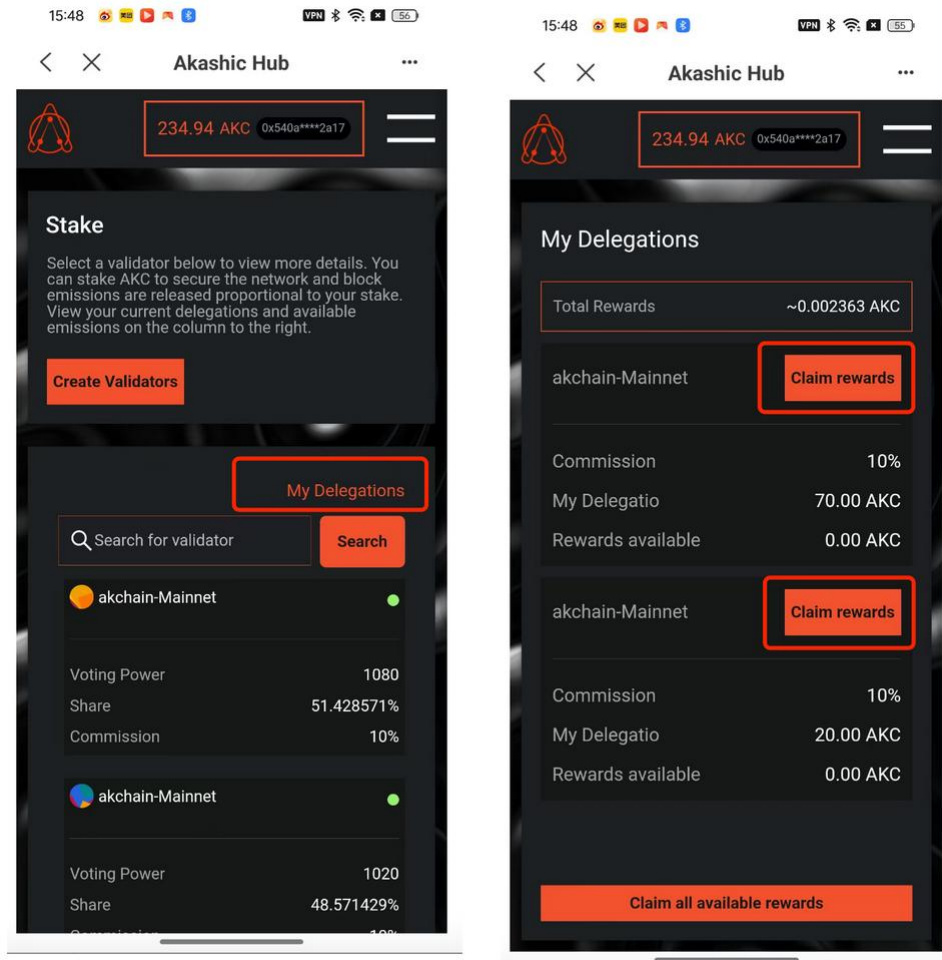 15:48
VPN
56
Akashic Hub
234.94 AKC 0x540a****2a17
Stake
Select a validator below to view more details. You
can stake AKC to secure the network and block
emissions are released proportional to your stake.
View your current delegations and available
emissions on the column to the right.
Create Validators
My Delegations
Search for validator
Search
akchain-Mainnet
Voting Power 1080
Share 51.428571%
Commission 10%
akchain-Mainnet
Voting Power 1020
Share 48.571429%
15:48
VPN
55
Akashic Hub
234.94 AKC 0x540a****2a17
My Delegations
Total Rewards ~0.002363 AKC
akchain-Mainnet Claim rewards
Commission 10%
My Delegatio 70.00 AKC
Rewards available 0.00 AKC
akchain-Mainnet Claim rewards
Commission 10%
My Delegatio 20.00 AKC
Rewards available 0.00 AKC
Claim all available rewards